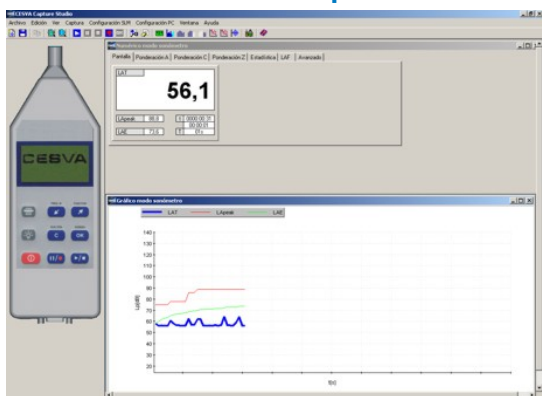 CESVA Capture Studio
Archivo Edición Ver Captura Configuración SLM Configuración PC Ventana Ayuda
Numérico modo sonómetro
Pantalla Ponderación A Ponderación C Ponderación Z Estadística LAF Avanzado
LAT
56,1
LApeak
LAE
T 01s
CESVA
C OK
Gráfico modo sonómetro
LAT LApeak LAE
140
130
120
110
100
90
80
70
60
50
40
30
20
Lp[dB]
t[s]